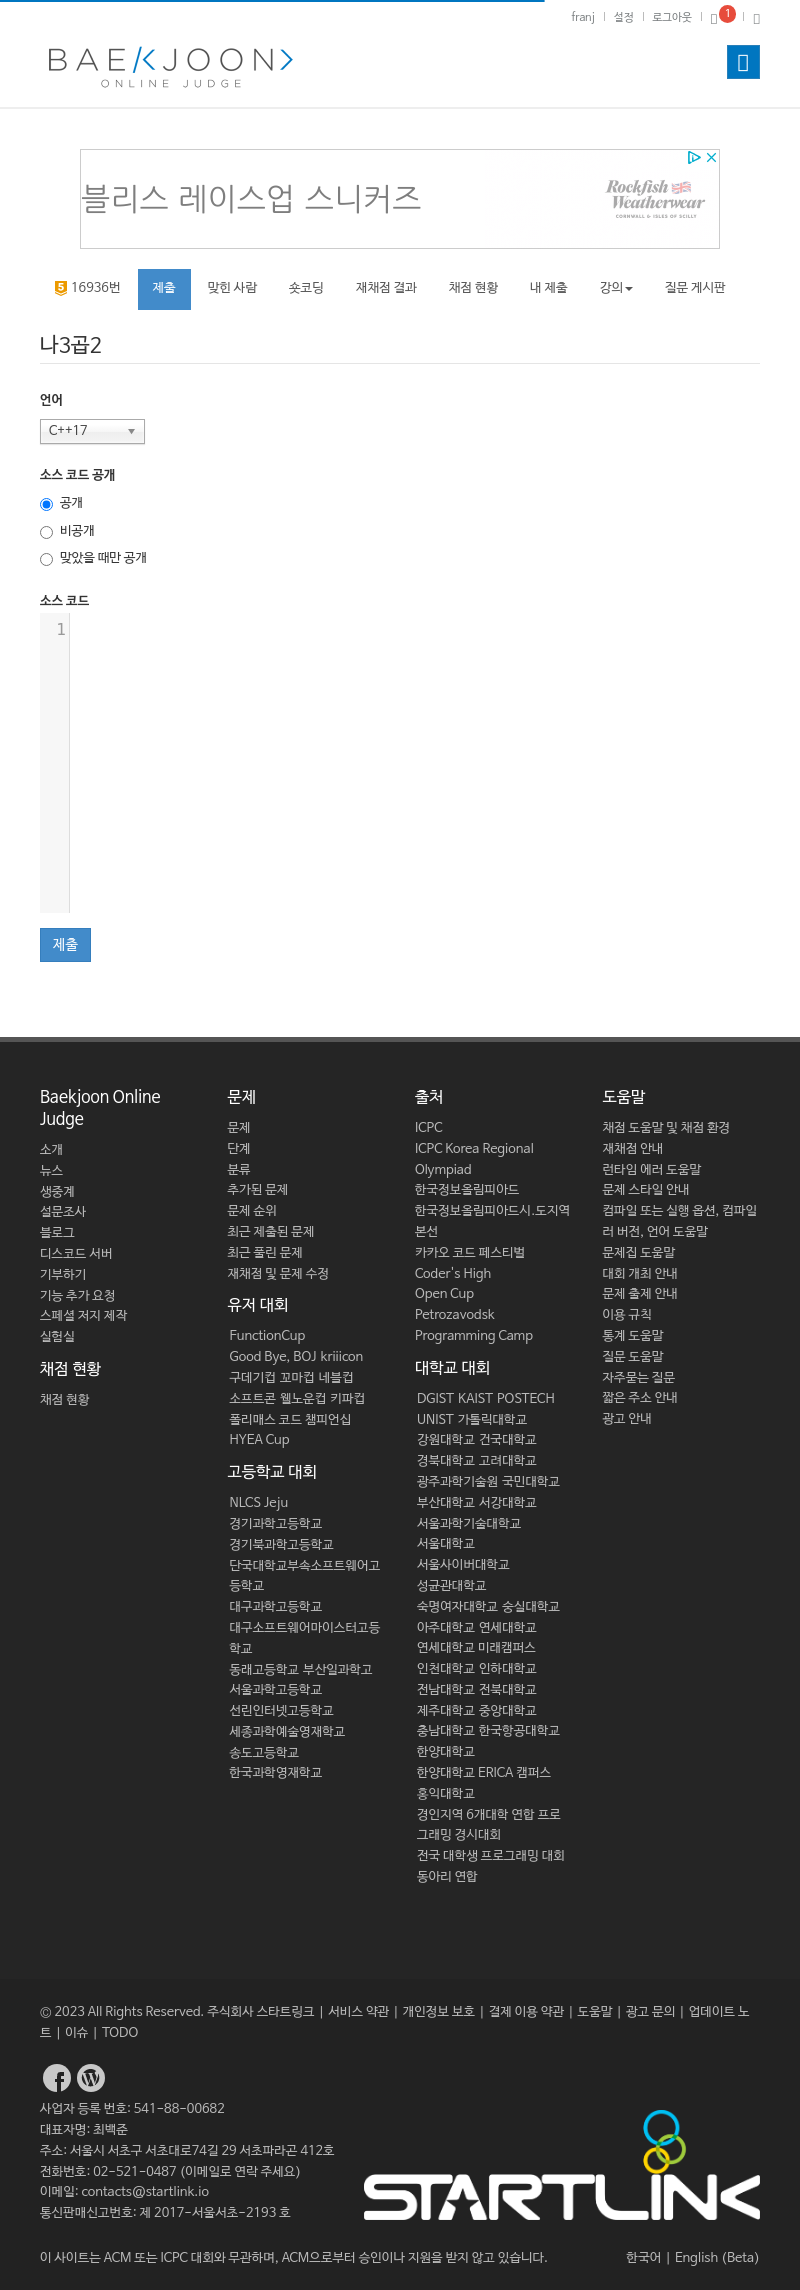 franj
설정
로그아웃
1
BAEKJOON
ONLINE JUDGE
블리스 레이스업 스니커즈
Rockfish
Weatherwear
CORNWALL & ISLES OF SCILLY
5 16936번
제출
맞힌 사람
숏코딩
재채점 결과
채점 현황
내 제출
강의
질문 게시판
나3곱2
언어
C++17
소스 코드 공개
공개
비공개
맞았을 때만 공개
소스 코드
1
제출
Baekjoon Online
Judge
소개
뉴스
생중계
설문조사
블로그
디스코드 서버
기부하기
기능 추가 요청
스페셜 저지 제작
실험실
채점 현황
채점 현황
문제
문제
단계
분류
추가된 문제
문제 순위
최근 제출된 문제
최근 풀린 문제
재채점 및 문제 수정
유저 대회
FunctionCup
Good Bye, BOJ kriiicon
구데기컵 꼬마컵 네블컵
소프트콘 웰노운컵 키파컵
폴리매스 코드 챔피언십
HYEA Cup
고등학교 대회
NLCS Jeju
경기과학고등학교
경기북과학고등학교
단국대학교부속소프트웨어고
등학교
대구과학고등학교
대구소프트웨어마이스터고등
학교
동래고등학교 부산일과학고
서울과학고등학교
선린인터넷고등학교
세종과학예술영재학교
송도고등학교
한국과학영재학교
출처
ICPC
ICPC Korea Regional
Olympiad
한국정보올림피아드
한국정보올림피아드시.도지역
본선
카카오 코드 페스티벌
Coder's High
Open Cup
Petrozavodsk
Programming Camp
대학교 대회
DGIST KAIST POSTECH
UNIST 가톨릭대학교
강원대학교 건국대학교
경북대학교 고려대학교
광주과학기술원 국민대학교
부산대학교 서강대학교
서울과학기술대학교
서울대학교
서울사이버대학교
성균관대학교
숙명여자대학교 숭실대학교
아주대학교 연세대학교
연세대학교 미래캠퍼스
인천대학교 인하대학교
전남대학교 전북대학교
제주대학교 중앙대학교
충남대학교 한국항공대학교
한양대학교
한양대학교 ERICA 캠퍼스
홍익대학교
경인지역 6개대학 연합 프로
그래밍 경시대회
전국 대학생 프로그래밍 대회
동아리 연합
도움말
채점 도움말 및 채점 환경
재채점 안내
런타임 에러 도움말
문제 스타일 안내
컴파일 또는 실행 옵션, 컴파일
러 버전, 언어 도움말
문제집 도움말
대회 개최 안내
문제 출제 안내
이용 규칙
통계 도움말
질문 도움말
자주묻는 질문
짧은 주소 안내
광고 안내
© 2023 All Rights Reserved. 주식회사 스타트링크 | 서비스 약관 | 개인정보 보호 | 결제 이용 약관 | 도움말 | 광고 문의 | 업데이트 노
트 | 이슈 | TODO
사업자 등록 번호: 541-88-00682
대표자명: 최백준
주소: 서울시 서초구 서초대로74길 29 서초파라곤 412호
전화번호: 02-521-0487 (이메일로 연락 주세요)
이메일: contacts@startlink.io
통신판매신고번호: 제 2017-서울서초-2193 호
STARTLINK
이 사이트는 ACM 또는 ICPC 대회와 무관하며, ACM으로부터 승인이나 지원을 받지 않고 있습니다.
한국어 | English (Beta)